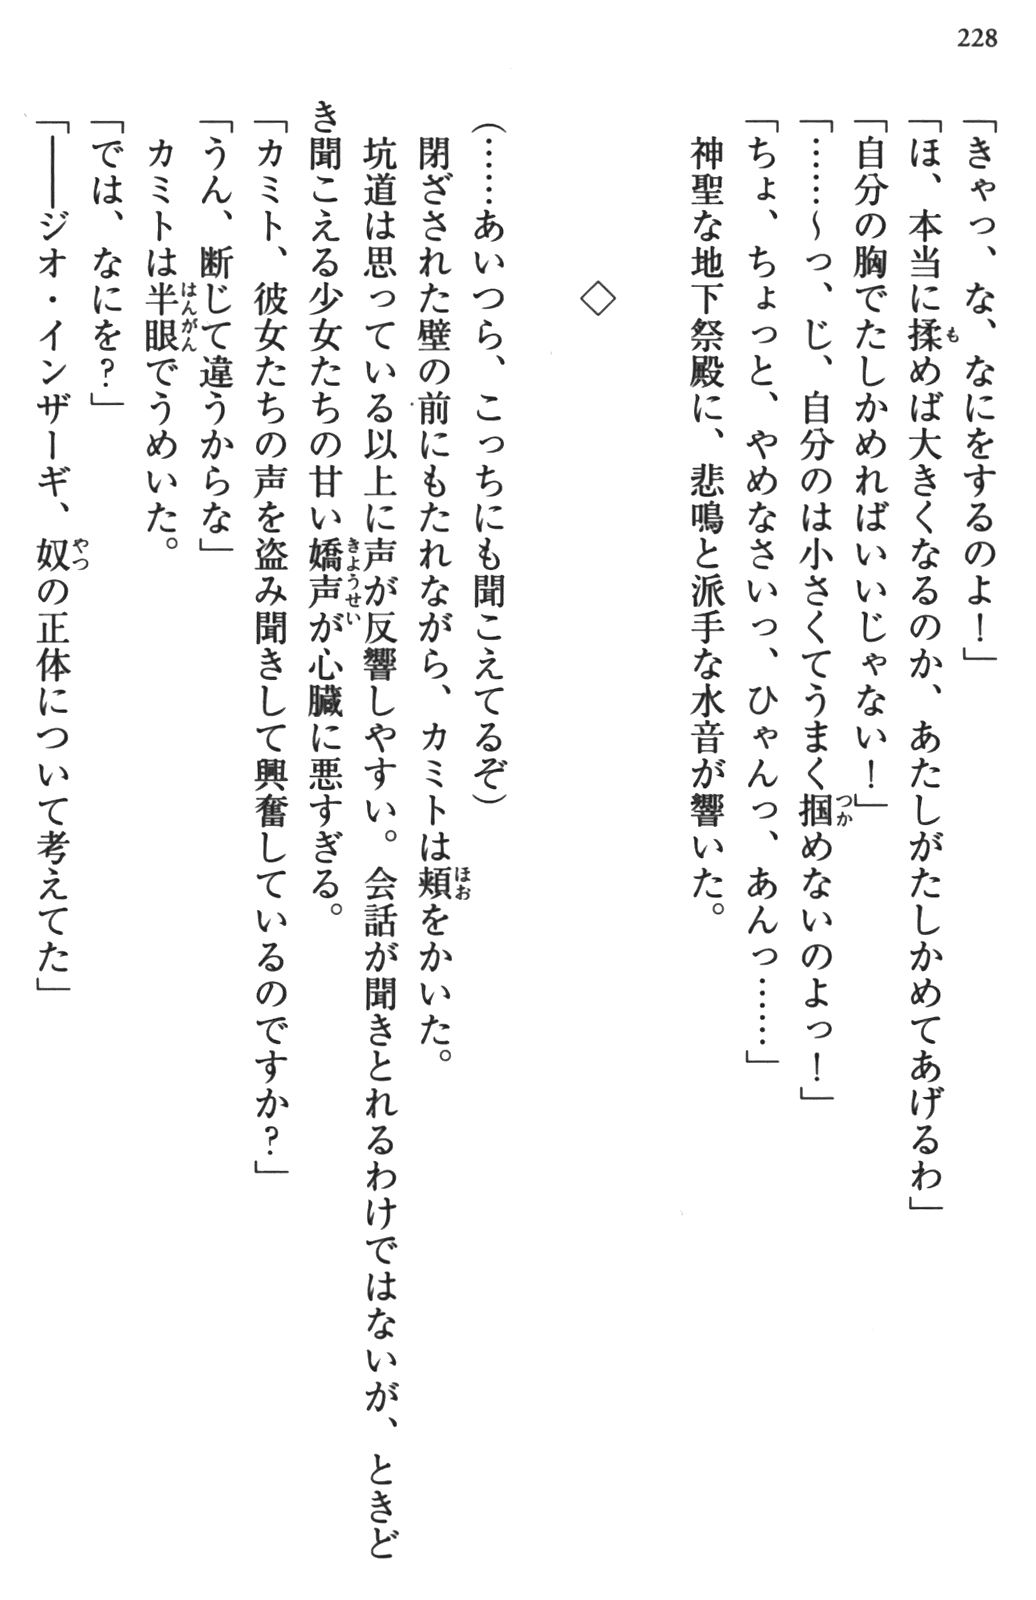 228
「きゃっ、な、なにをするのよ！」
「ほ、本当に揉めば大きくなるのか、あたしがたしかめてあげるわ」
「自分の胸でたしかめればいいじゃない！」
「……～っ、じ、自分のは小さくてうまく掴めないのよっ！」
「ちょ、ちょっと、やめなさいっ、ひゃんっ、あんっ……」
神聖な地下祭殿に、悲鳴と派手な水音が響いた。
◇
（……あいつら、こっちにも聞こえてるぞ）
閉ざされた壁の前にもたれながら、カミトは頬をかいた。
坑道は思っている以上に声が反響しやすい。会話が聞きとれるわけではないが、ときど
き聞こえる少女たちの甘い嬌声が心臓に悪すぎる。
「カミト、彼女たちの声を盗み聞きして興奮しているのですか？」
「うん、断じて違うからな」
カミトは半眼でうめいた。
「では、なにを？」
「――ジオ・インザーギ、奴の正体について考えてた」